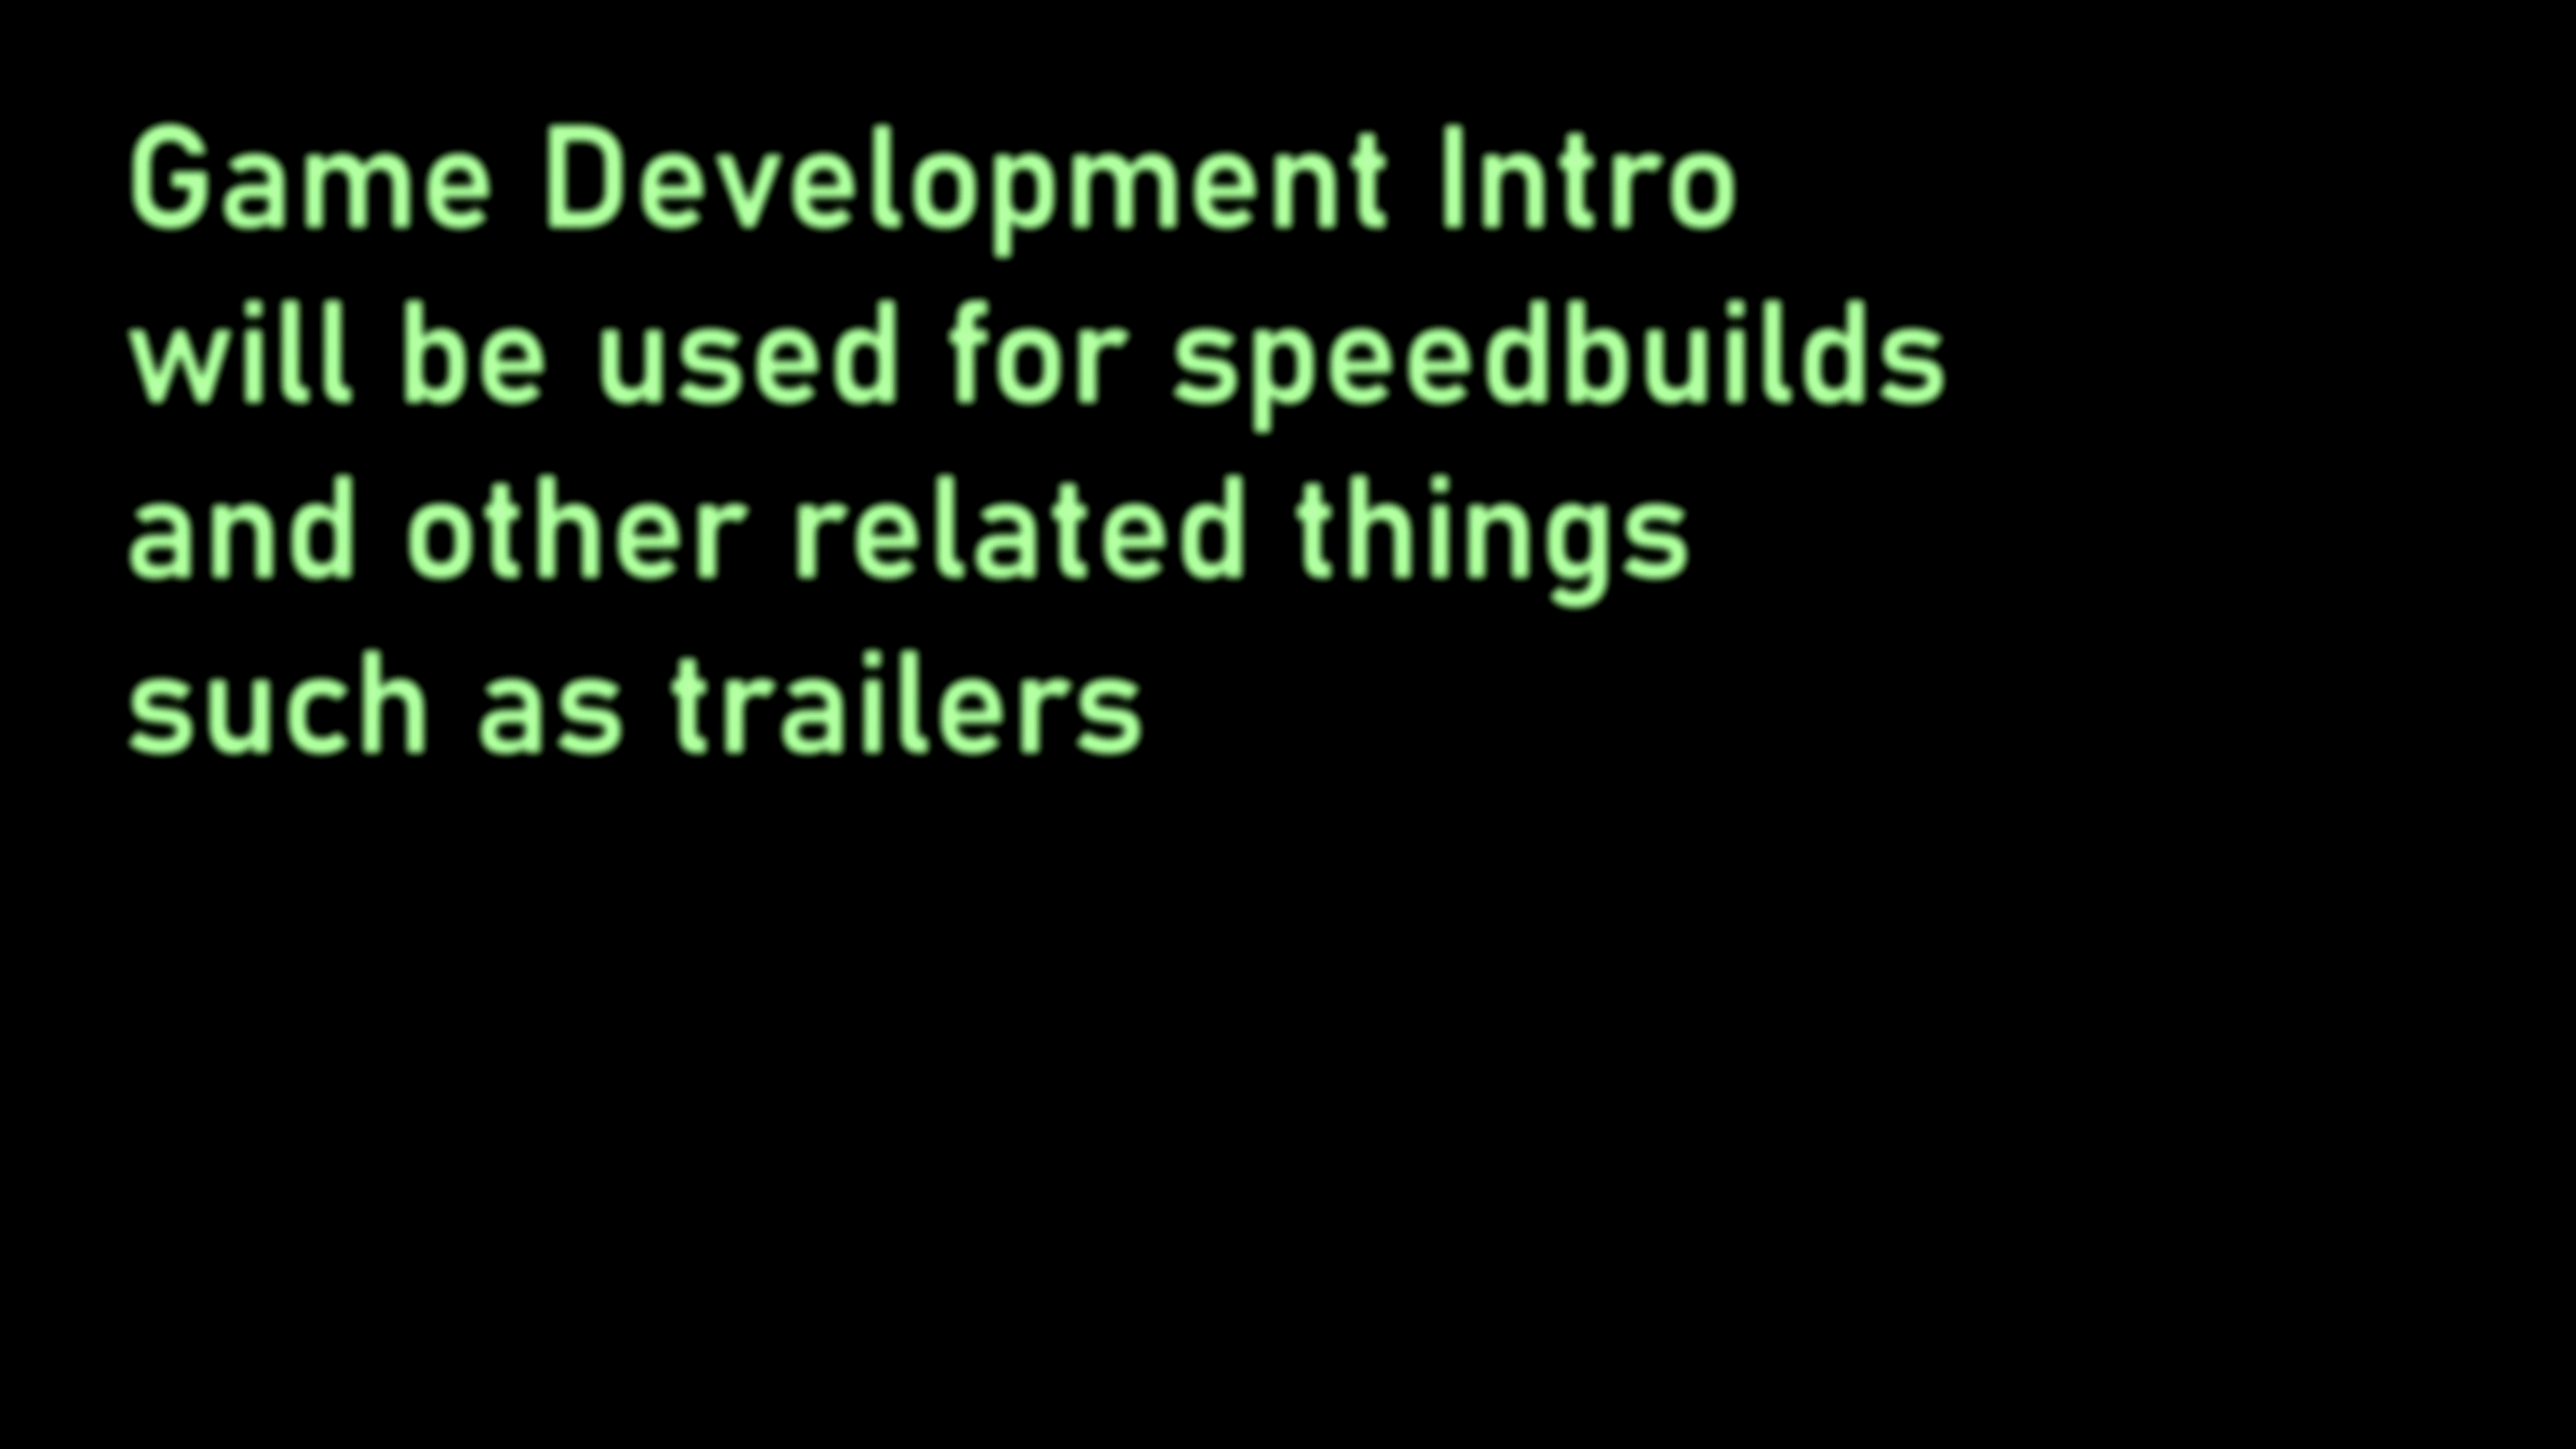 Game Development Intro
will be used for speedbuilds
and other related things
such as trailers